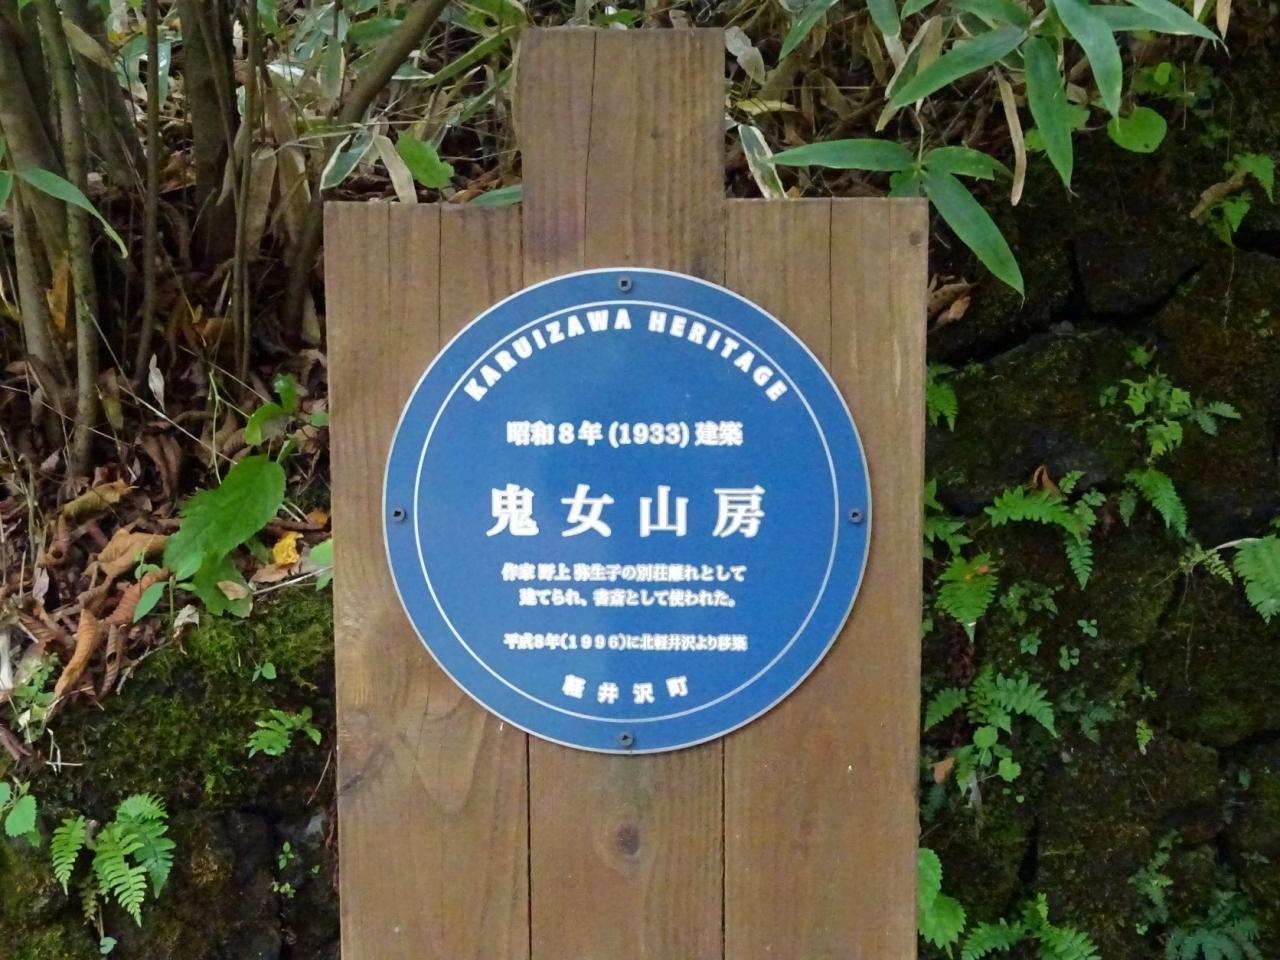 KARUIZAWA HERITAGE
昭和8年(1933)建築
鬼女山房
作家 野上 弥生子の別荘離れとして
建てられ、書斎として使われた。
平成8年(1996)に北軽井沢より移築
軽井沢町